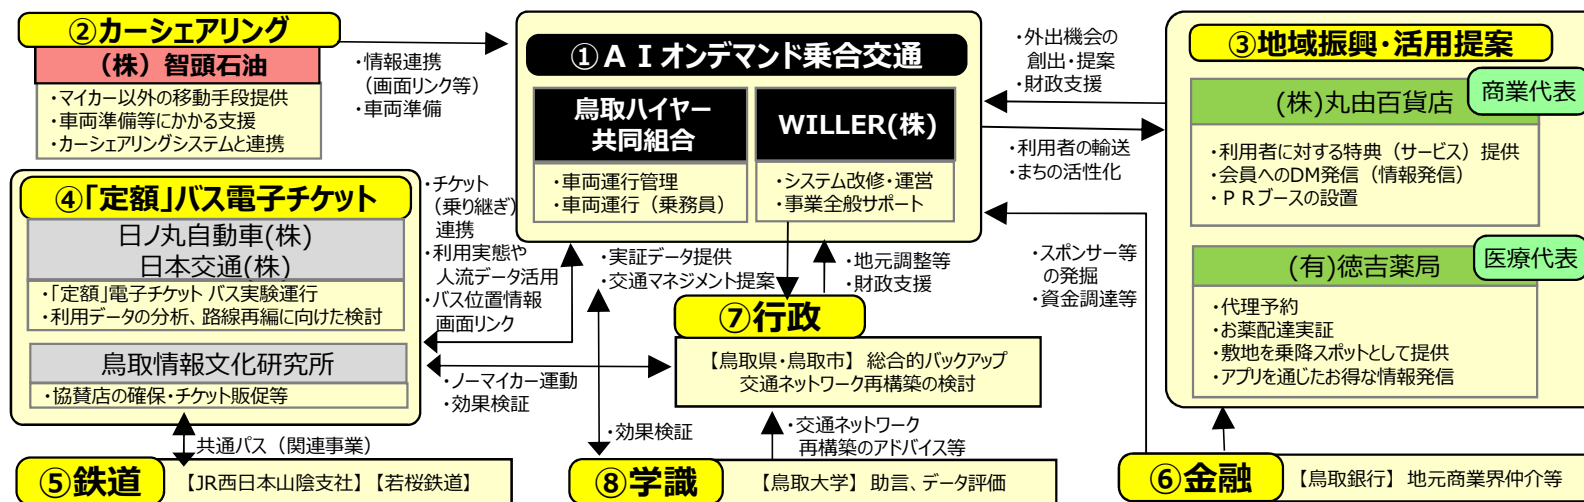 ②カーシェアリング
(株) 智頭石油
・マイカー以外の移動手段提供
・車両準備等にかかる支援
・カーシェアリングシステムと連携
・情報連携
(画面リンク等)
・車両準備
①ＡＩオンデマンド乗合交通
鳥取ハイヤー
共同組合
・車両運行管理
・車両運行（乗務員）
WILLER(株)
・システム改修・運営
・事業全般サポート
・外出機会の
創出・提案
・財政支援
・利用者の輸送
・まちの活性化
③地域振興・活用提案
(株)丸由百貨店
商業代表
・利用者に対する特典（サービス）提供
・会員へのDM発信（情報発信）
・ＰＲブースの設置
(有)徳吉薬局
医療代表
・代理予約
・お薬配達実証
・敷地を乗降スポットとして提供
・アプリを通じたお得な情報発信
④「定額」バス電子チケット
日ノ丸自動車(株)
日本交通(株)
・「定額」電子チケット バス実験運行
・利用データの分析、路線再編に向けた検討
鳥取情報文化研究所
・協賛店の確保・チケット販促等
・チケット
（乗り継ぎ）
連携
・利用実態や
人流データ活用
・バス位置情報
画面リンク
・実証データ提供
・交通マネジメント提案
・地元調整等
・財政支援
・スポンサー等
の発掘
・資金調達等
⑦行政
【鳥取県・鳥取市】 総合的バックアップ
交通ネットワーク再構築の検討
・ノーマイカー運動
・効果検証
共通パス（関連事業）
・効果検証
・交通ネットワーク
再構築のアドバイス等
⑤鉄道
【JR西日本山陰支社】【若桜鉄道】
⑧学識
【鳥取大学】 助言、データ評価
⑥金融
【鳥取銀行】 地元商業界仲介等